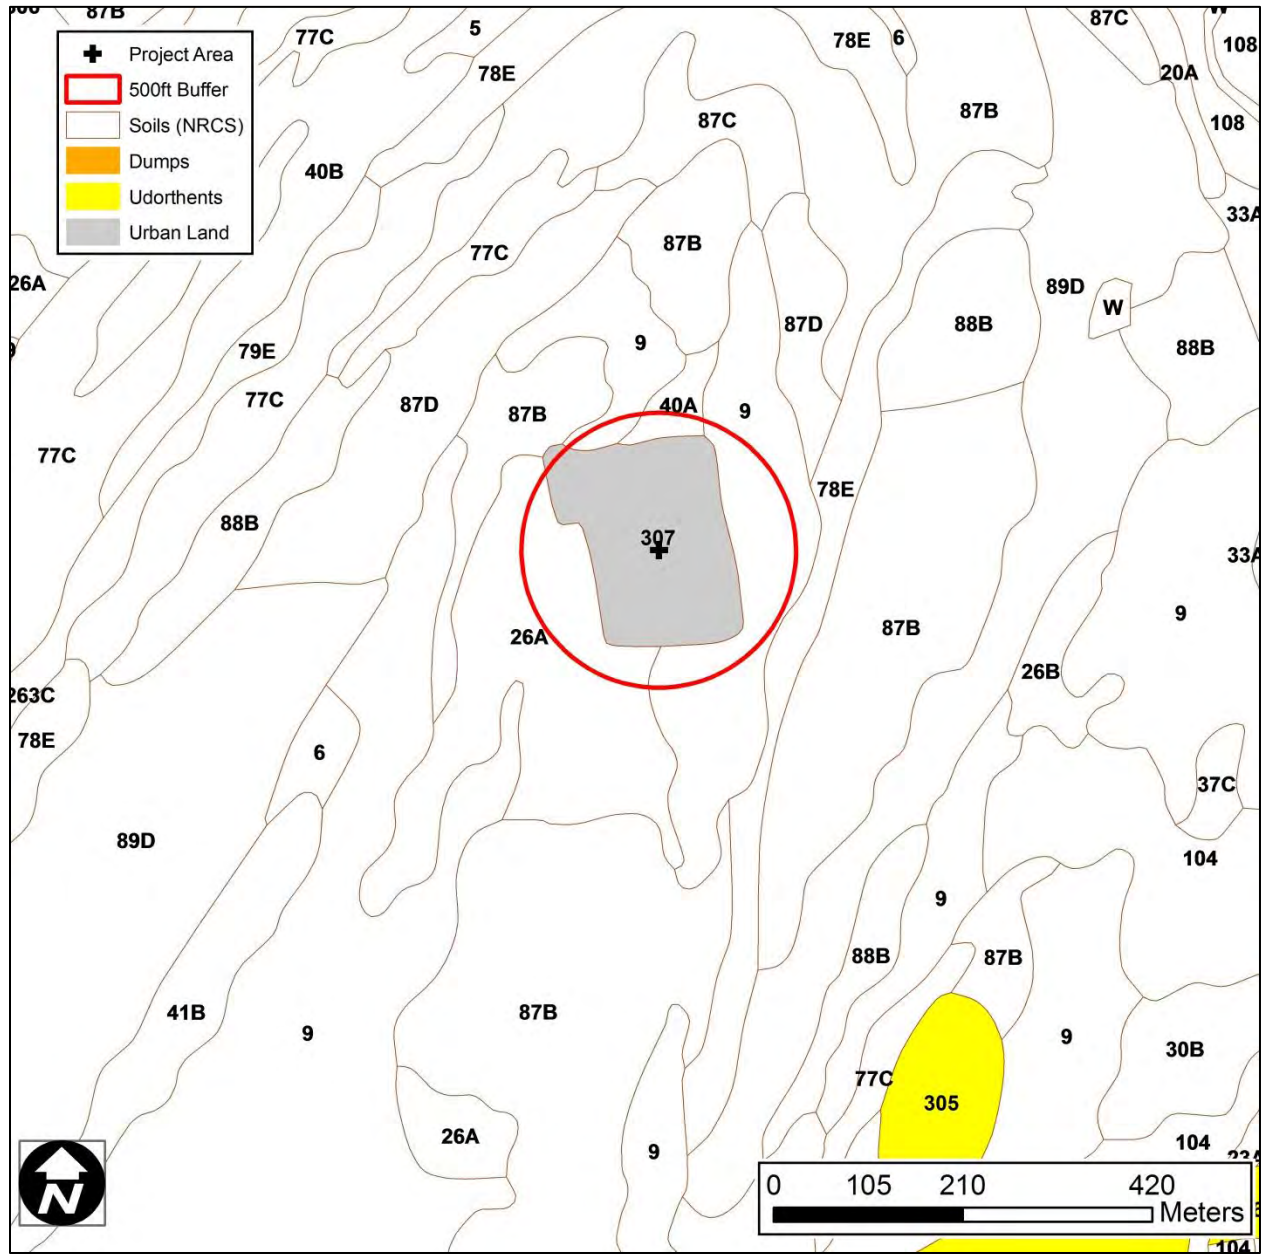 87B
77C
5
78E
78E
6
87C
108
20A
87B
87C
108
Project Area
500ft Buffer
Soils (NRCS)
Dumps
Udorthents
Urban Land
40B
77C
87B
26A
33A
89D
W
87D
88B
88B
79E
9
77C
87D
87B
40A
9
77C
78E
88B
307
33A
26A
87B
9
26B
263C
78E
6
37C
89D
104
9
88B
87B
41B
9
87B
9
30B
77C
305
26A
9
104
23A
N
0 105 210 420
Meters
104